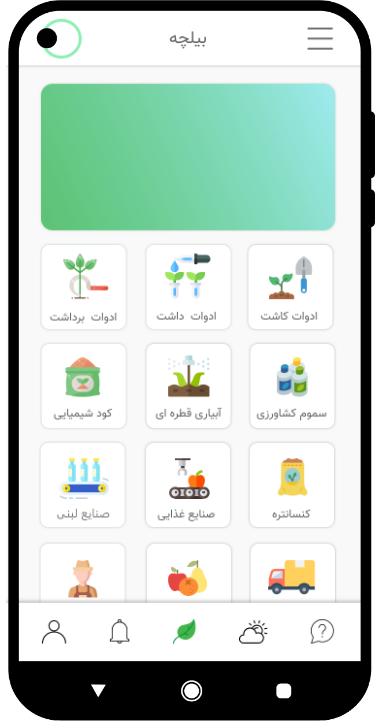 بیلچه
ادوات کاشت
ادوات داشت
ادوات برداشت
سموم کشاورزی
آبیاری قطره ای
کود شیمیایی
کنسانتره
صنایع غذایی
صنایع لبنی